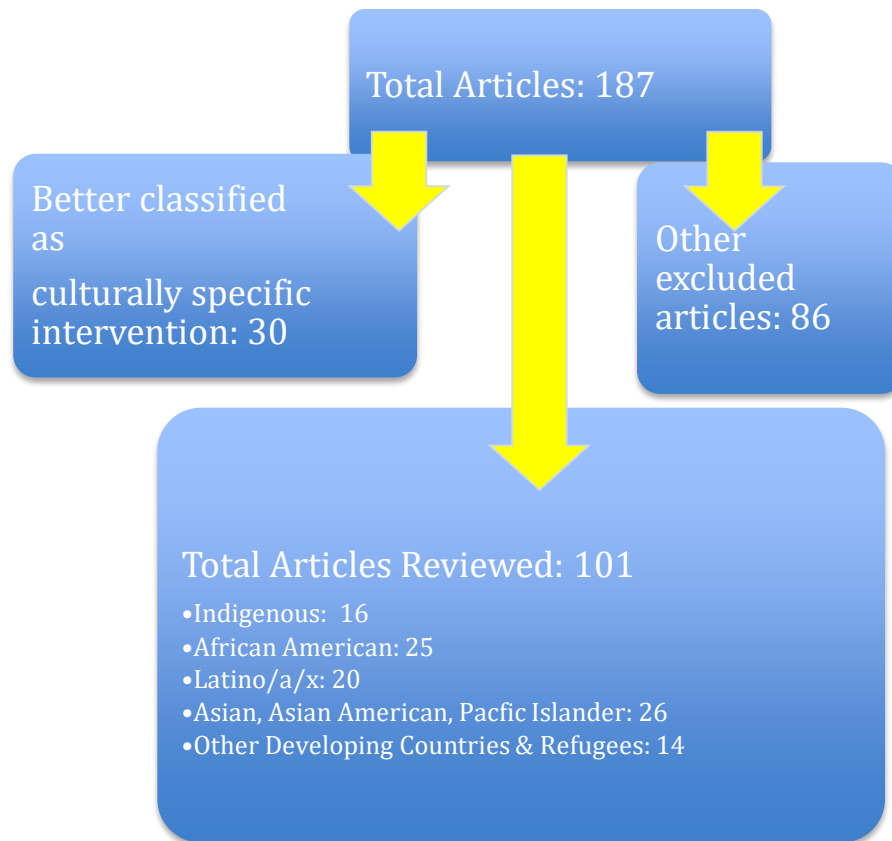 Total Articles: 187
Better classified
as
culturally specific
intervention: 30
Other
excluded
articles: 86
Total Articles Reviewed: 101
•Indigenous: 16
•African American: 25
•Latino/a/x: 20
•Asian, Asian American, Pacfic Islander: 26
•Other Developing Countries & Refugees: 14